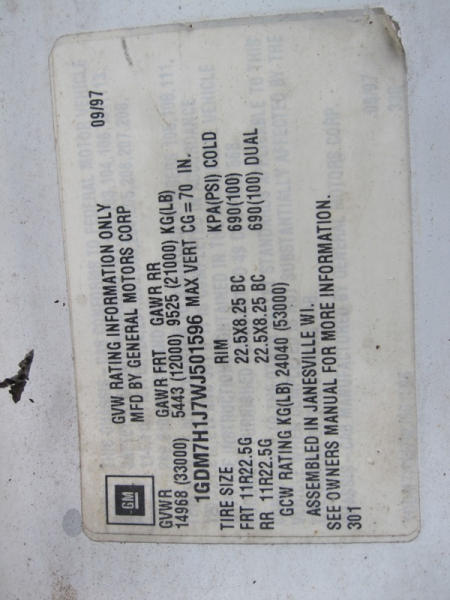 GM
GVW RATING INFORMATION ONLY
MFD BY GENERAL MOTORS CORP 09/97
GVWR GAWR FRT GAWR RR
14968 (33000) 5443 (12000) 9525 (21000) KG(LB)
1GDM7H1J7WJ501596 MAX VERT CG = 70 IN.
TIRE SIZE RIM KPA(PSI) COLD
FRT 11R22.5G 22.5X8.25 BC 690(100)
RR 11R22.5G 22.5X8.25 BC 690(100) DUAL
GCW RATING KG(LB) 24040 (53000)
ASSEMBLED IN JANESVILLE WI.
SEE OWNERS MANUAL FOR MORE INFORMATION.
301